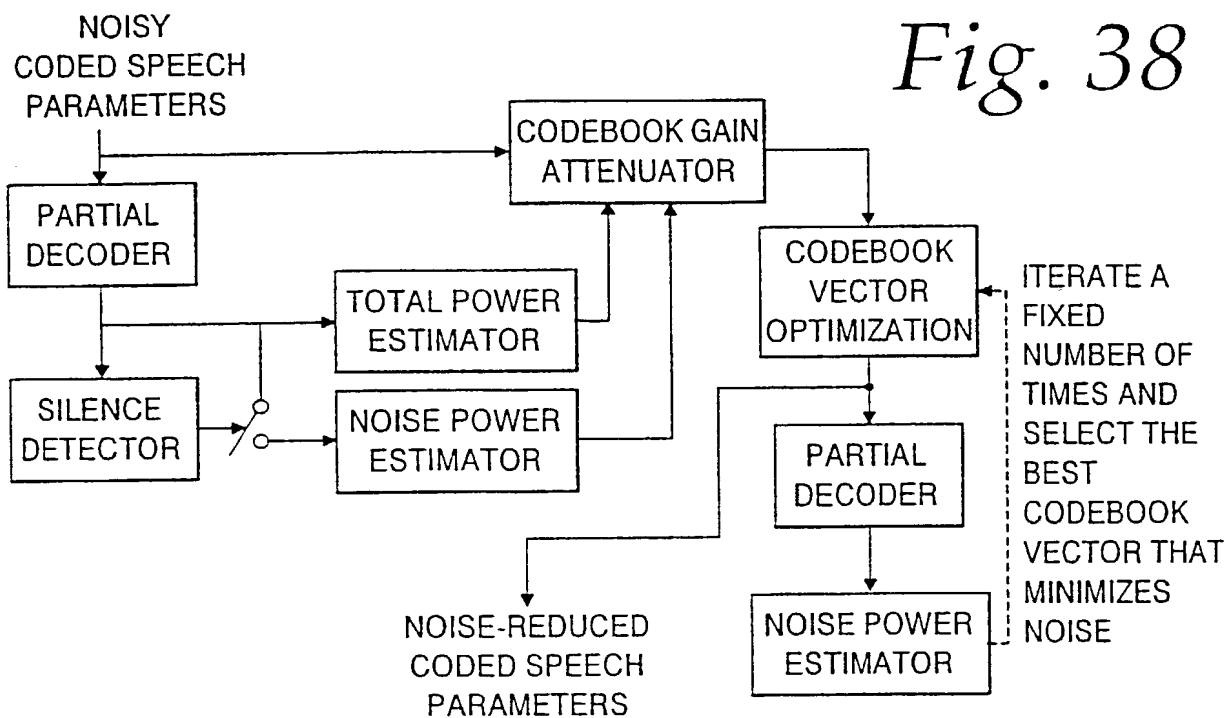 Fig. 38
NOISY
CODED SPEECH
PARAMETERS
CODEBOOK GAIN
ATTENUATOR
PARTIAL
DECODER
TOTAL POWER
ESTIMATOR
SILENCE
DETECTOR
NOISE POWER
ESTIMATOR
CODEBOOK
VECTOR
OPTIMIZATION
ITERATE A
FIXED
NUMBER OF
TIMES AND
SELECT THE
BEST
CODEBOOK
VECTOR THAT
MINIMIZES
NOISE
PARTIAL
DECODER
NOISE POWER
ESTIMATOR
NOISE-REDUCED
CODED SPEECH
PARAMETERS